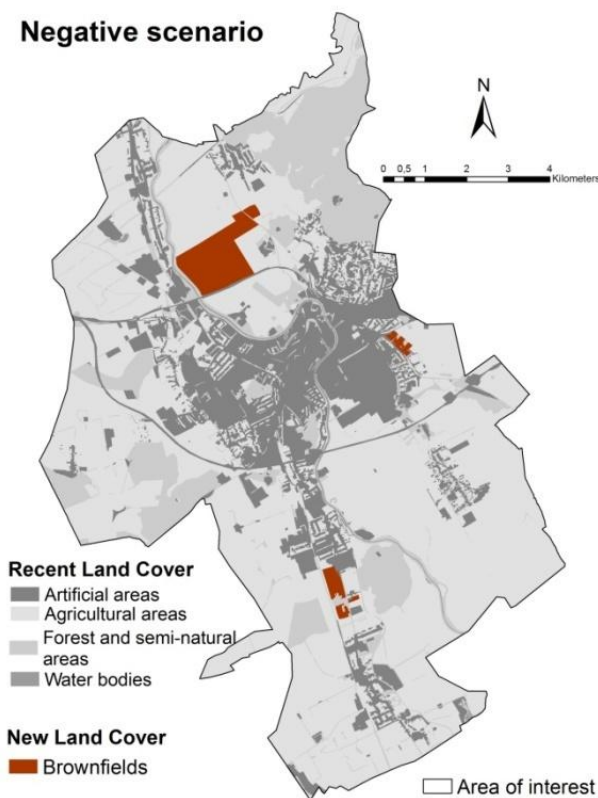 Negative scenario
N
0 0,5 1 2 3 4
Kilometers
Recent Land Cover
Artificial areas
Agricultural areas
Forest and semi-natural
areas
Water bodies
New Land Cover
Brownfields
Area of interest